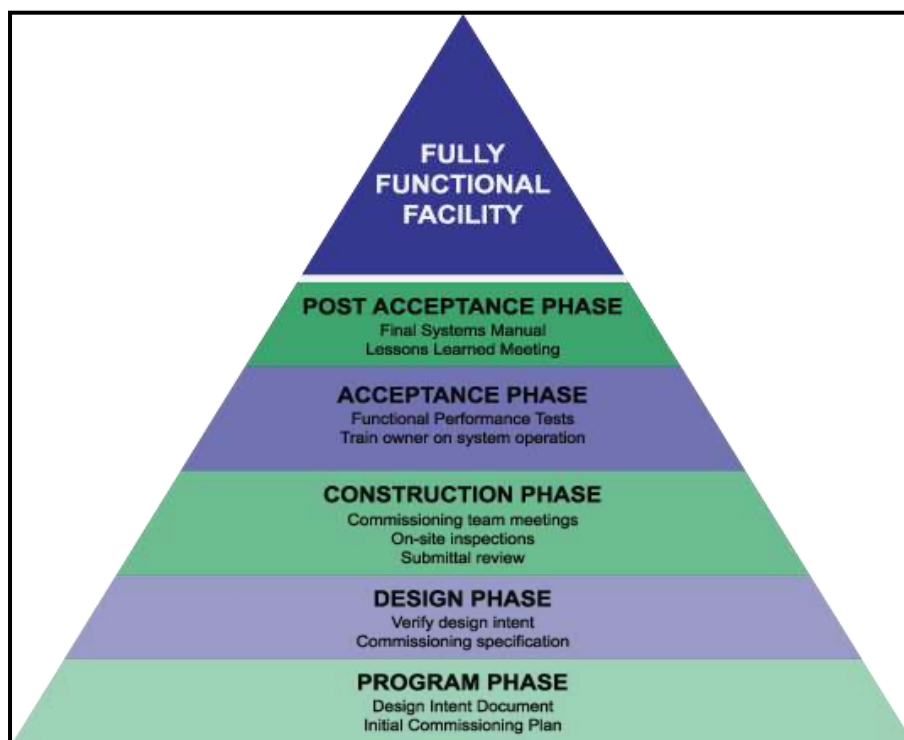 FULLY
FUNCTIONAL
FACILITY
POST ACCEPTANCE PHASE
Final Systems Manual
Lessons Learned Meeting
ACCEPTANCE PHASE
Functional Performance Tests
Train owner on system operation
CONSTRUCTION PHASE
Commissioning team meetings
On-site inspections
Submittal review
DESIGN PHASE
Verify design intent
Commissioning specification
PROGRAM PHASE
Design Intent Document
Initial Commissioning Plan